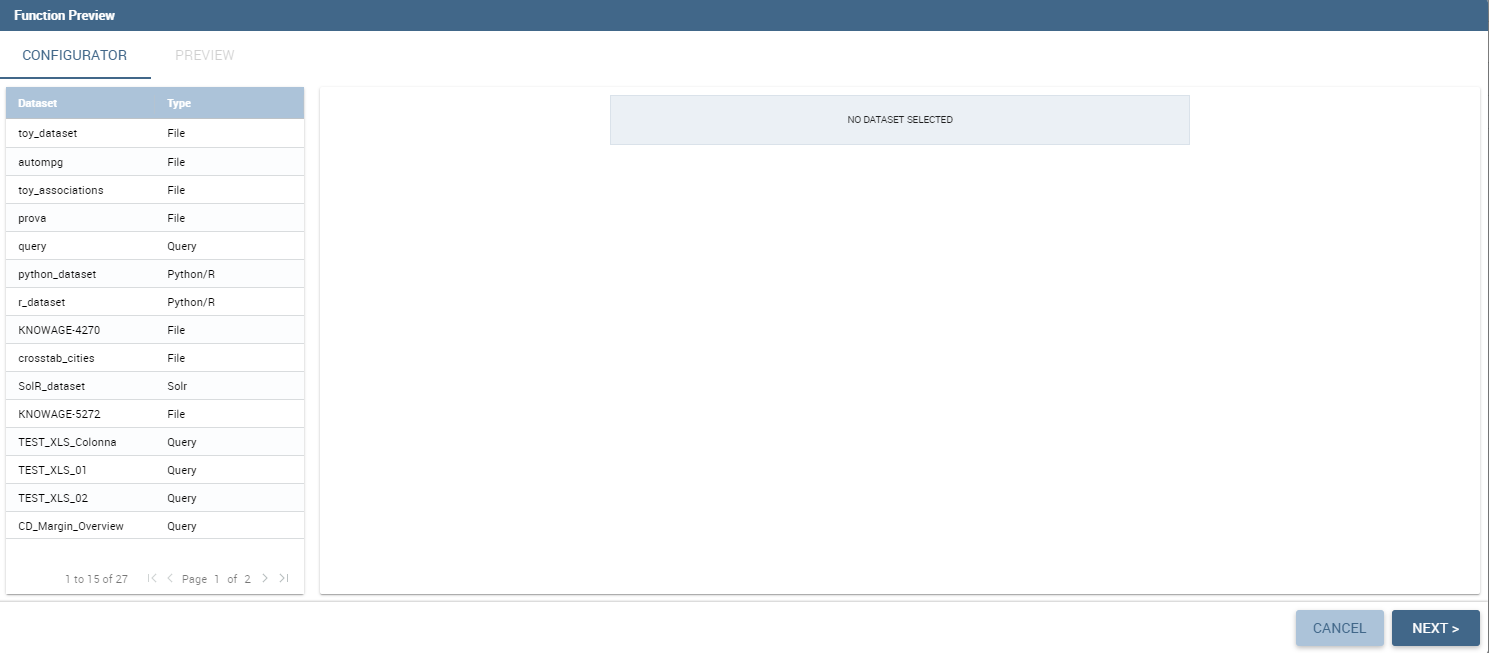 Function Preview
CONFIGURATOR PREVIEW
Dataset Type
toy_dataset File
autompg File
toy_associations File
prova File
query Query
python_dataset Python/R
r_dataset Python/R
KNOWAGE-4270 File
crosstab_cities File
SolR_dataset Solr
KNOWAGE-5272 File
TEST_XLS_Colonna Query
TEST_XLS_01 Query
TEST_XLS_02 Query
CD_Margin_Overview Query
1 to 15 of 27 Page 1 of 2
NO DATASET SELECTED
CANCEL NEXT >